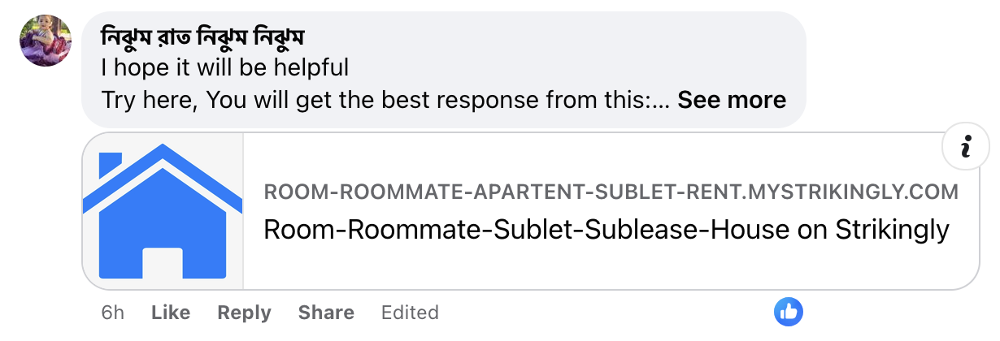 নিঝুম রাত নিঝুম নিঝুম
I hope it will be helpful
Try here, You will get the best response from this:... See more
i
ROOM-ROOMMATE-APARTENT-SUBLET-RENT.MYSTRIKINGLY.COM
Room-Roommate-Sublet-Sublease-House on Strikingly
6h Like Reply Share Edited